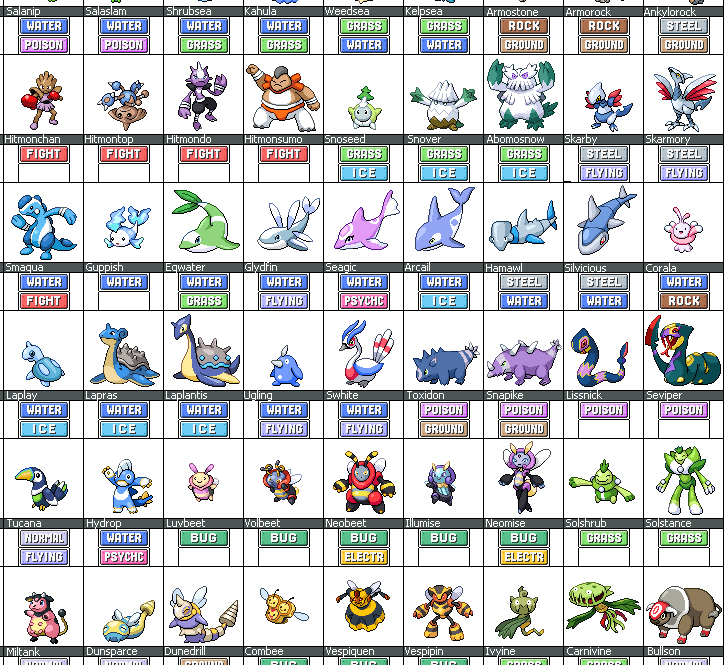 Salanip Salaslam Shrubsea Kahula Weedsea Kelpsea Armostone Armorock Ankylorock
WATER WATER WATER WATER GRASS GRASS ROCK ROCK STEEL
POISON POISON GRASS GRASS WATER WATER GROUND GROUND GROUND
Hitmonchan Hitmontop Hitmondo Hitmonsumo Snoseed Snover Abomosnow Skarby Skarmory
FIGHT FIGHT FIGHT FIGHT GRASS GRASS GRASS STEEL STEEL
ICE ICE ICE FLYING FLYING
Smaqua Guppish Eqwater Glydfin Seagic Arcail Hamawl Silvicious Corala
WATER WATER WATER WATER WATER WATER STEEL STEEL WATER
FIGHT GRASS FLYING PSYCHC ICE WATER WATER ROCK
Laplay Lapras Laplantis Ugling Swhite Toxidon Snapike Lissnick Seviper
WATER WATER WATER WATER WATER POISON POISON POISON POISON
ICE ICE ICE FLYING FLYING GROUND GROUND
Tucana Hydrop Luvbeet Volbeet Neobeet Illumise Neomise Solshrub Solstance
NORMAL WATER BUG BUG BUG BUG BUG GRASS GRASS
FLYING PSYCHC ELECTR ELECTR
Miltank Dunsparce Dunedrill Combee Vespiquen Vespipin Ivyine Carnivine Bullson